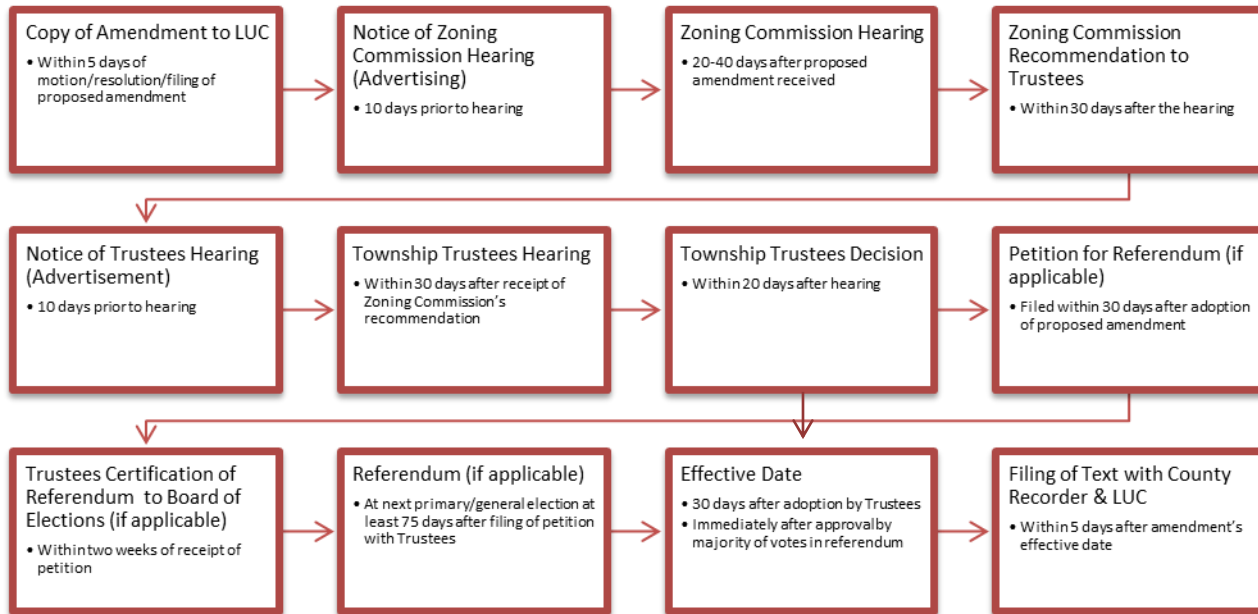 Copy of Amendment to LUC
• Within 5 days of
motion/resolution/filing of
proposed amendment
Notice of Zoning
Commission Hearing
(Advertising)
• 10 days prior to hearing
Zoning Commission Hearing
• 20-40 days after proposed
amendment received
Zoning Commission
Recommendation to
Trustees
• Within 30 days after the hearing
Notice of Trustees Hearing
(Advertisement)
• 10 days prior to hearing
Township Trustees Hearing
• Within 30 days after receipt of
Zoning Commission's
recommendation
Township Trustees Decision
• Within 20 days after hearing
Petition for Referendum (if
applicable)
• Filed within 30 days after adoption
of proposed amendment
Trustees Certification of
Referendum to Board of
Elections (if applicable)
• Within two weeks of receipt of
petition
Referendum (if applicable)
• At next primary/general election at
least 75 days after filing of petition
with Trustees
Effective Date
• 30 days after adoption by Trustees
• Immediately after approval by
majority of votes in referendum
Filing of Text with County
Recorder & LUC
• Within 5 days after amendment's
effective date